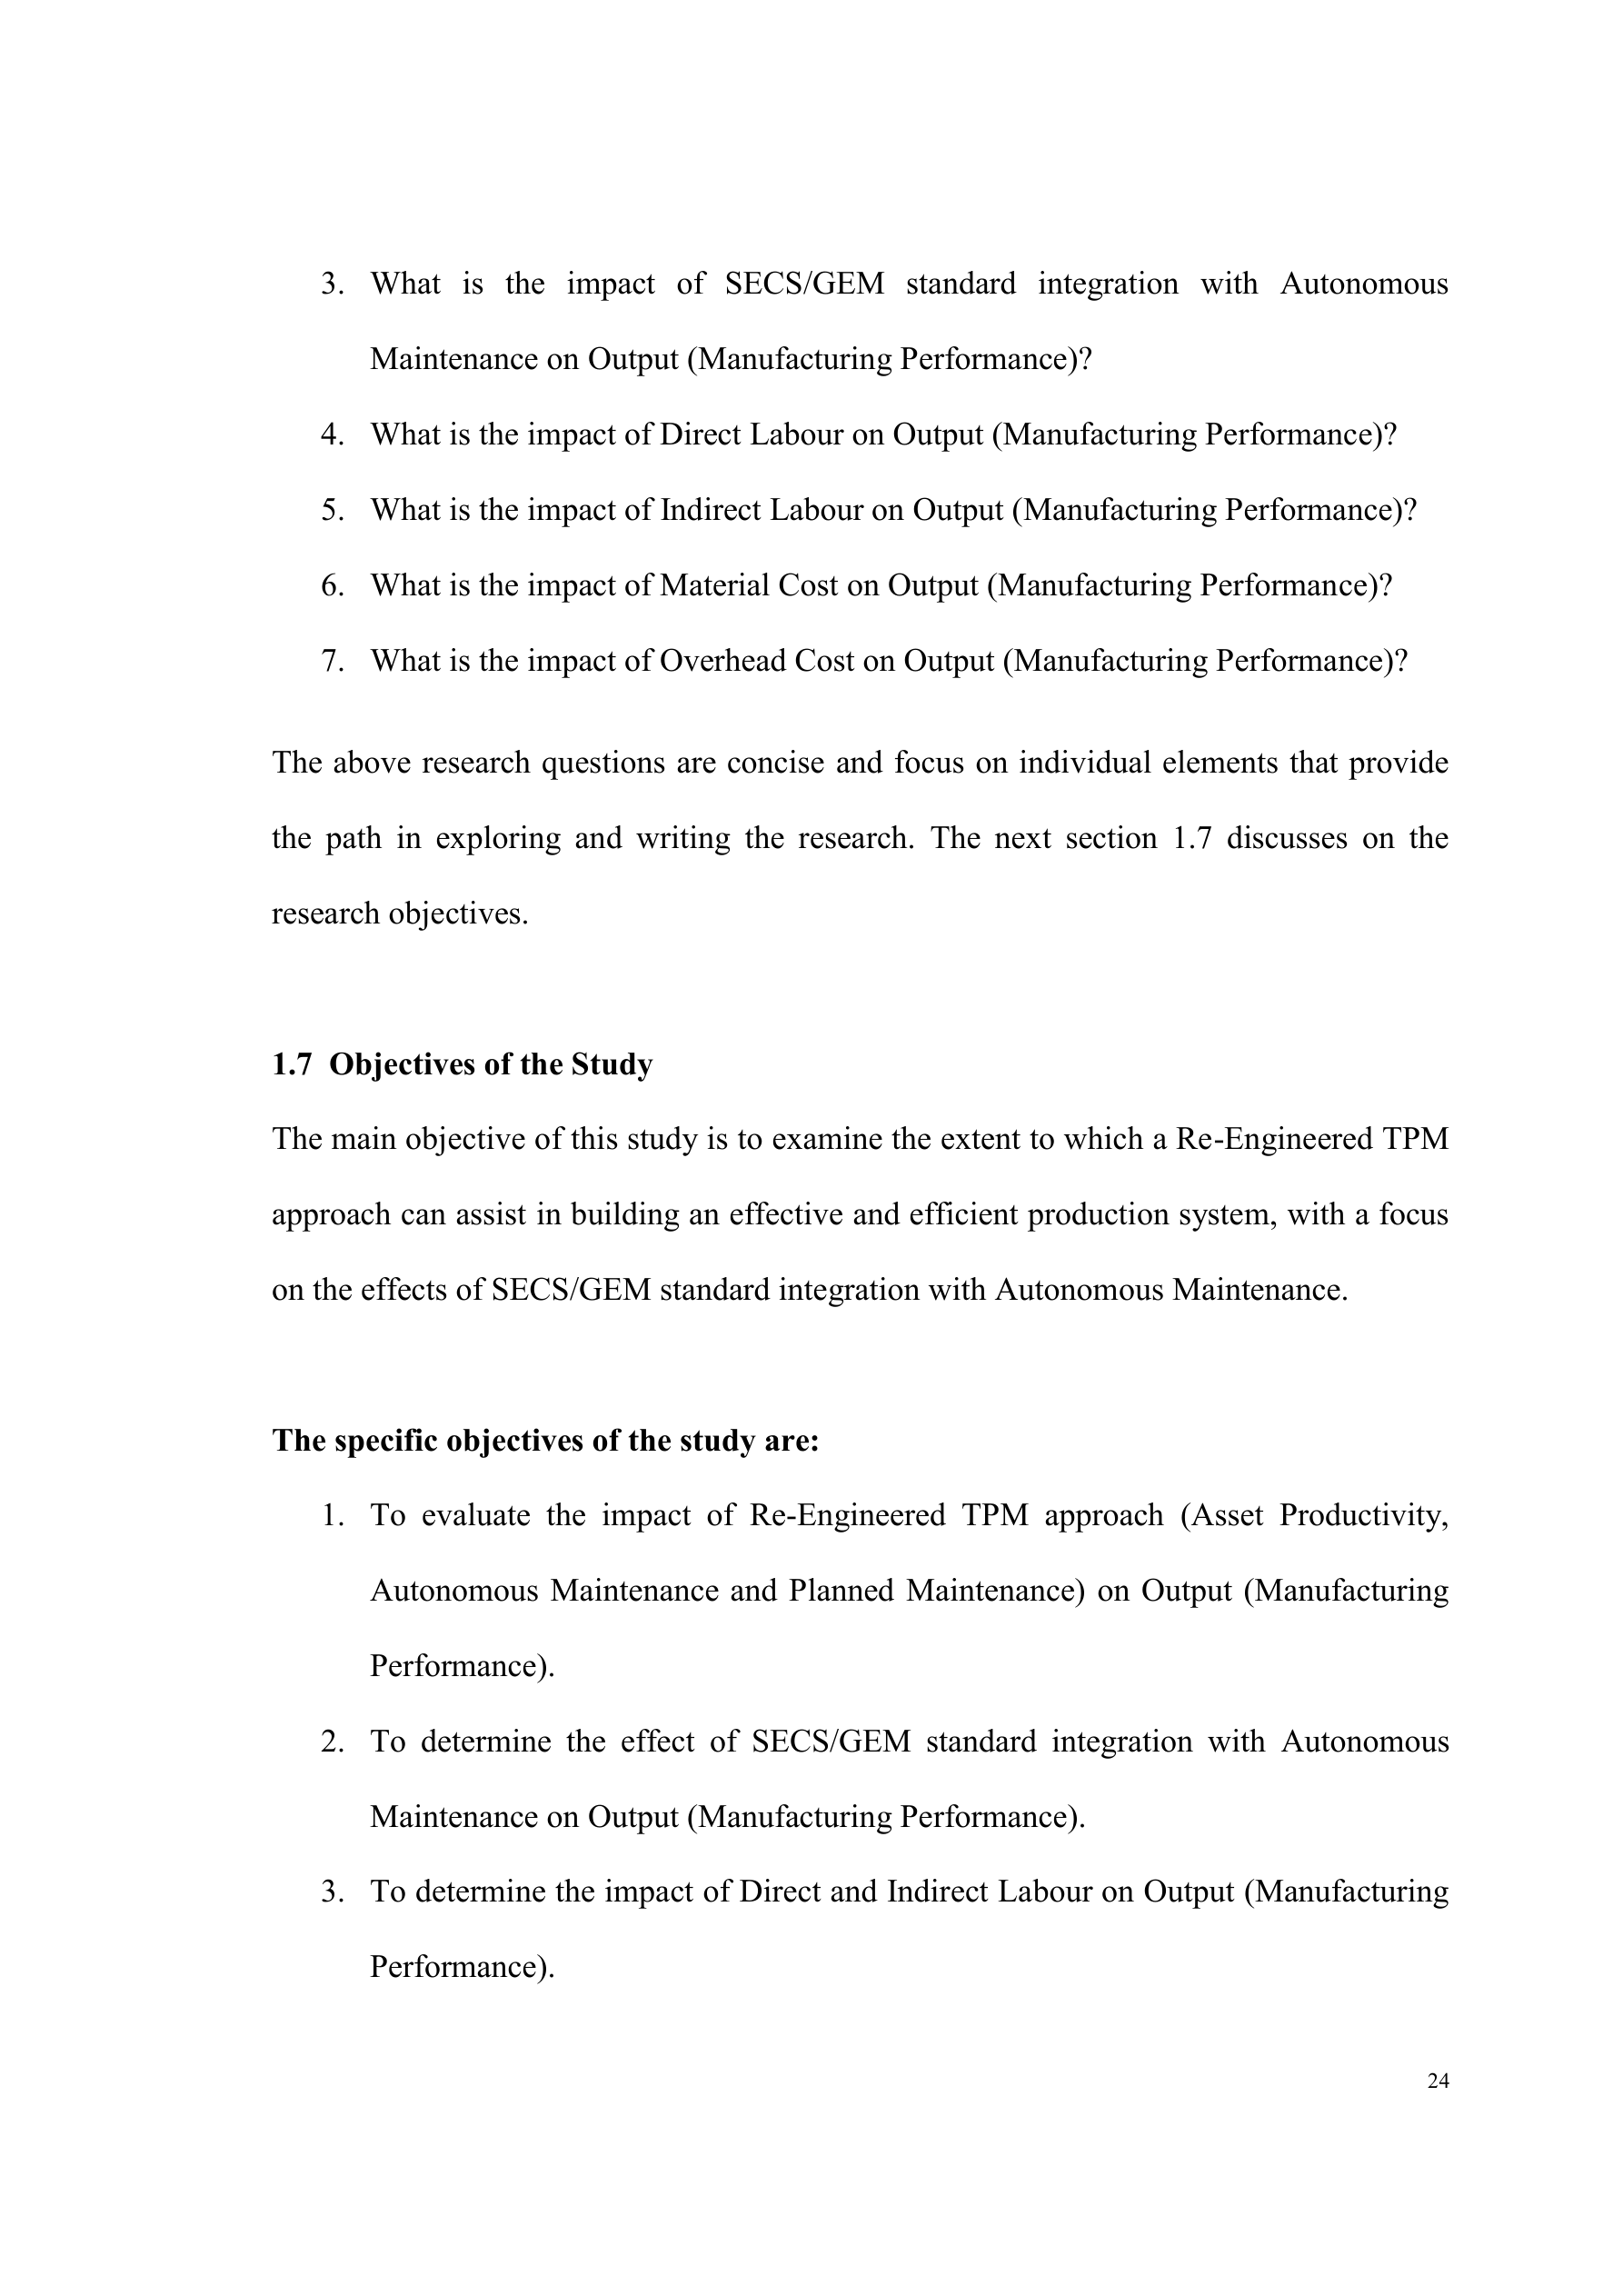 3. What is the impact of SECS/GEM standard integration with Autonomous
Maintenance on Output (Manufacturing Performance)?
4. What is the impact of Direct Labour on Output (Manufacturing Performance)?
5. What is the impact of Indirect Labour on Output (Manufacturing Performance)?
6. What is the impact of Material Cost on Output (Manufacturing Performance)?
7. What is the impact of Overhead Cost on Output (Manufacturing Performance)?
The above research questions are concise and focus on individual elements that provide
the path in exploring and writing the research. The next section 1.7 discusses on the
research objectives.
1.7 Objectives of the Study
The main objective of this study is to examine the extent to which a Re-Engineered TPM
approach can assist in building an effective and efficient production system, with a focus
on the effects of SECS/GEM standard integration with Autonomous Maintenance.
The specific objectives of the study are:
1. To evaluate the impact of Re-Engineered TPM approach (Asset Productivity,
Autonomous Maintenance and Planned Maintenance) on Output (Manufacturing
Performance).
2. To determine the effect of SECS/GEM standard integration with Autonomous
Maintenance on Output (Manufacturing Performance).
3. To determine the impact of Direct and Indirect Labour on Output (Manufacturing
Performance).
24